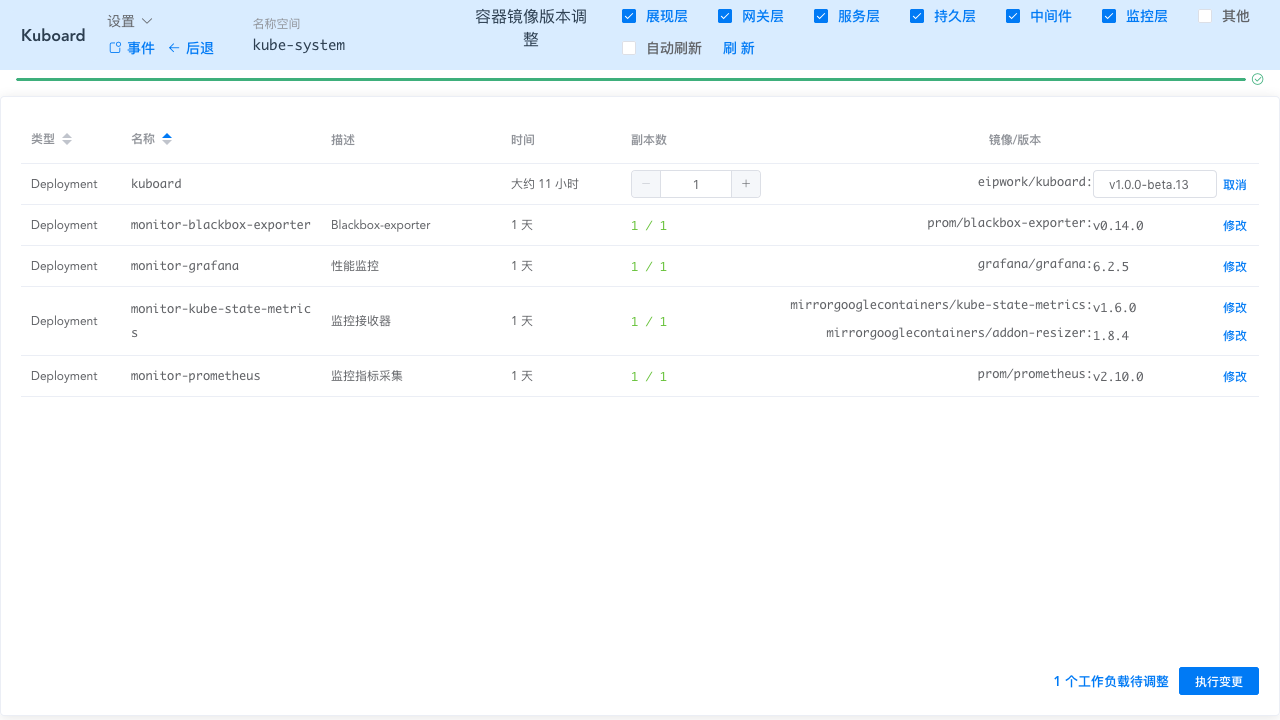 Kuboard
设置
事件
后退
名称空间
kube-system
容器镜像版本调
整
展现层
网关层
服务层
持久层
中间件
监控层
其他
自动刷新
刷 新
类型 名称 描述 时间 副本数 镜像/版本
Deployment kuboard 大约 11 小时 − 1 + eipwork/kuboard: v1.0.0-beta.13 取消
Deployment monitor-blackbox-exporter Blackbox-exporter 1 天 1 / 1 prom/blackbox-exporter:v0.14.0 修改
Deployment monitor-grafana 性能监控 1 天 1 / 1 grafana/grafana:6.2.5 修改
Deployment monitor-kube-state-metric
s 监控接收器 1 天 1 / 1 mirrorgooglecontainers/kube-state-metrics:v1.6.0 修改
mirrorgooglecontainers/addon-resizer:1.8.4 修改
Deployment monitor-prometheus 监控指标采集 1 天 1 / 1 prom/prometheus:v2.10.0 修改
1 个工作负载待调整 执行变更